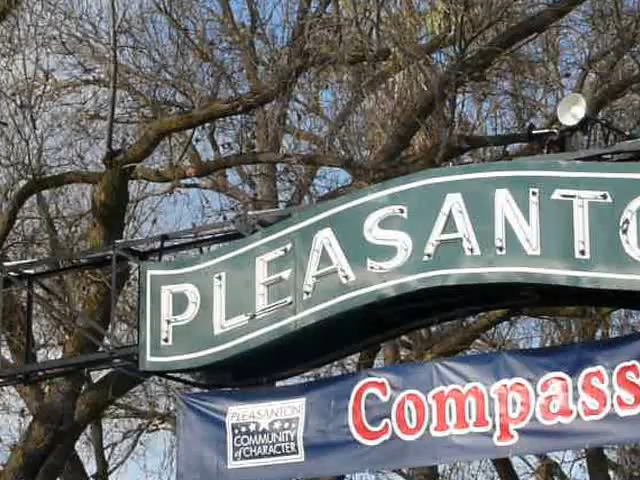 PLEASANTO
Compass
PLEASANTON
COMMUNITY
of CHARACTER